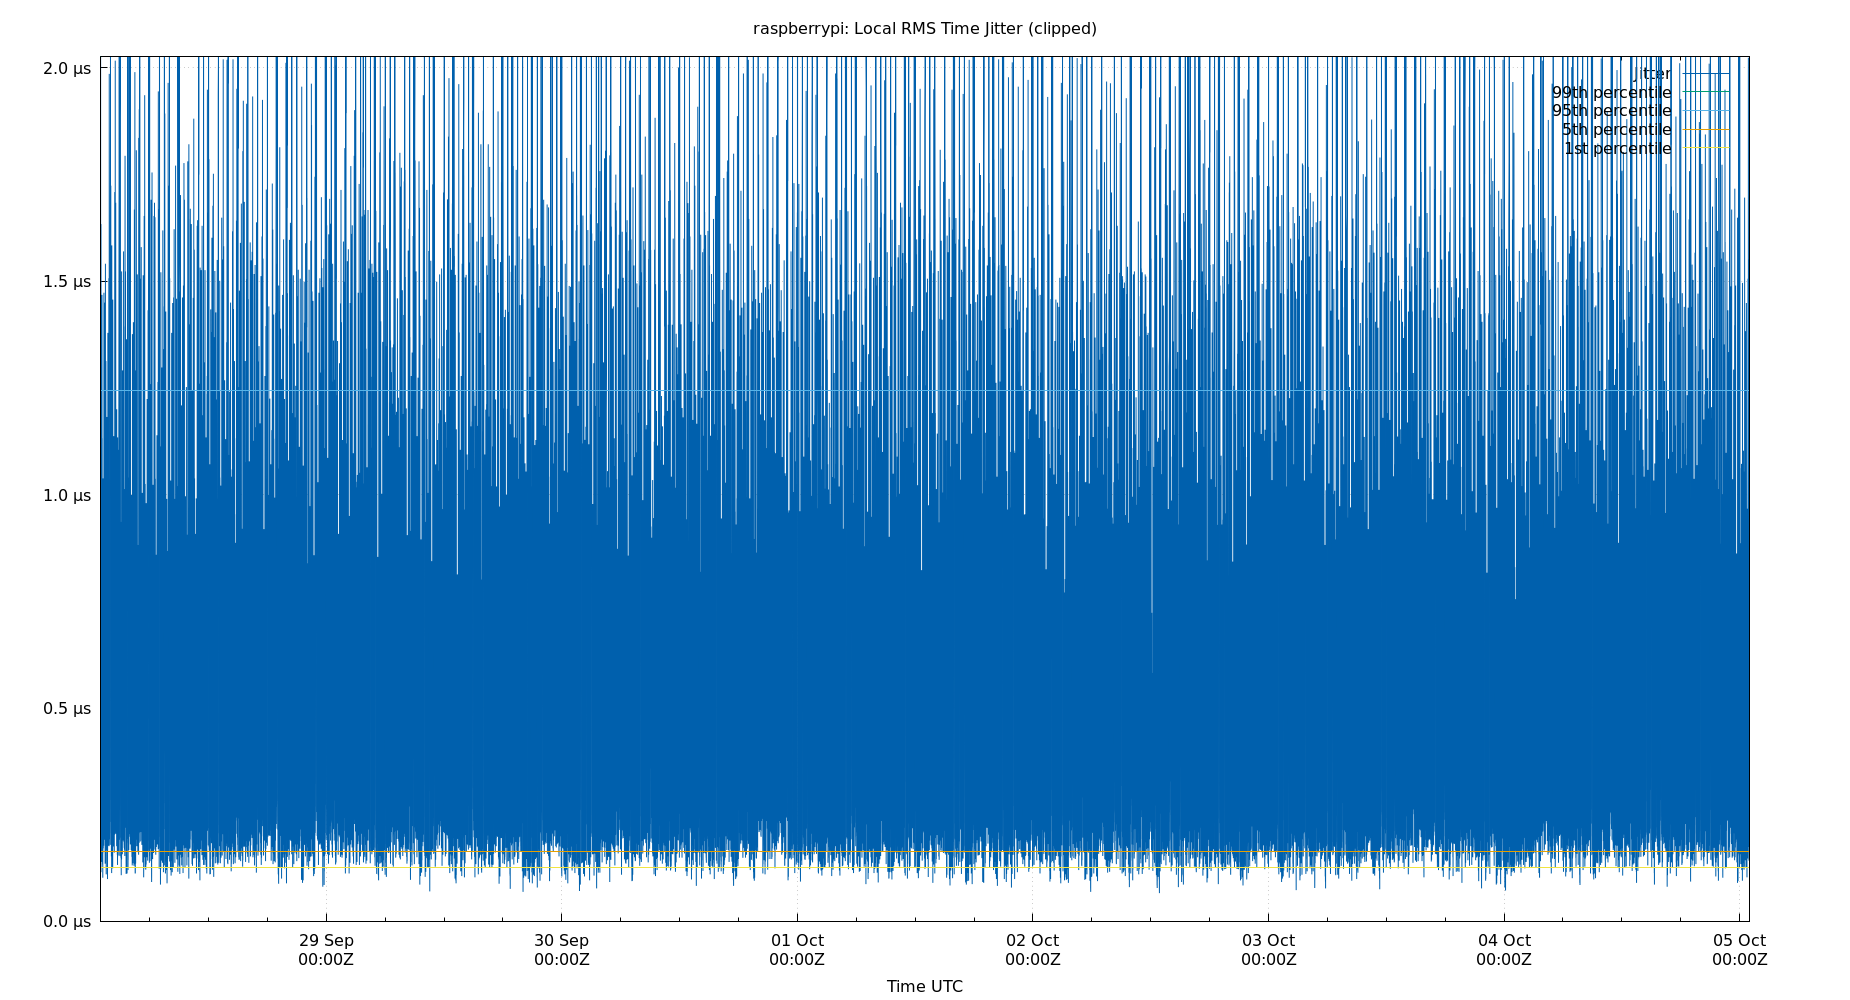 raspberrypi: Local RMS Time Jitter (clipped)
2.0 µs
1.5 µs
1.0 µs
0.5 µs
0.0 µs
jitter
99th percentile
95th percentile
5th percentile
1st percentile
29 Sep 30 Sep 01 Oct 02 Oct 03 Oct 04 Oct 05 Oct
00:00Z 00:00Z 00:00Z 00:00Z 00:00Z 00:00Z 00:00Z
Time UTC